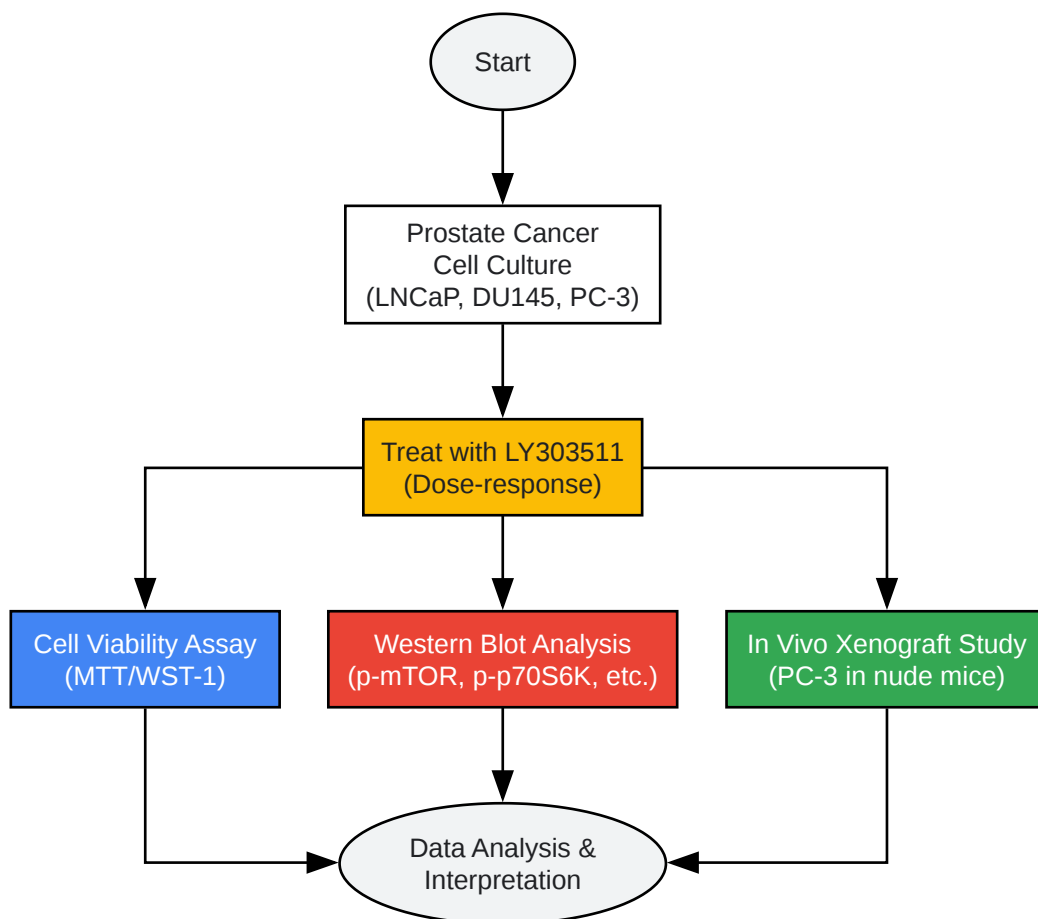 Start
Prostate Cancer
Cell Culture
(LNCaP, DU145, PC-3)
Treat with LY303511
(Dose-response)
Cell Viability Assay
(MTT/WST-1)
Western Blot Analysis
(p-mTOR, p-p70S6K, etc.)
In Vivo Xenograft Study
(PC-3 in nude mice)
Data Analysis &
Interpretation